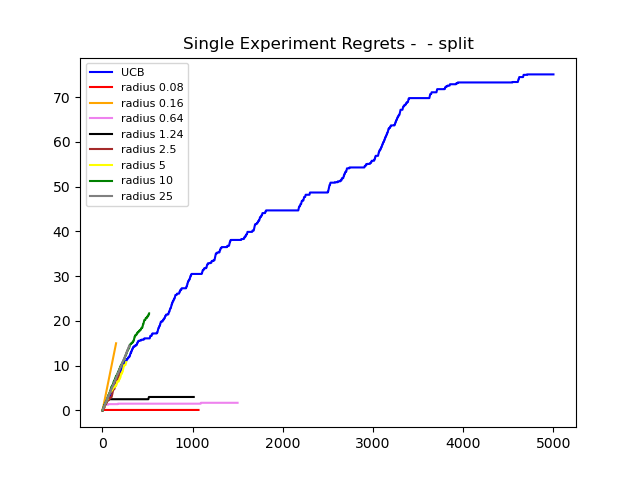 Single Experiment Regrets -  - split
UCB
radius 0.08
radius 0.16
radius 0.64
radius 1.24
radius 2.5
radius 5
radius 10
radius 25
70
60
50
40
30
20
10
0
0 1000 2000 3000 4000 5000